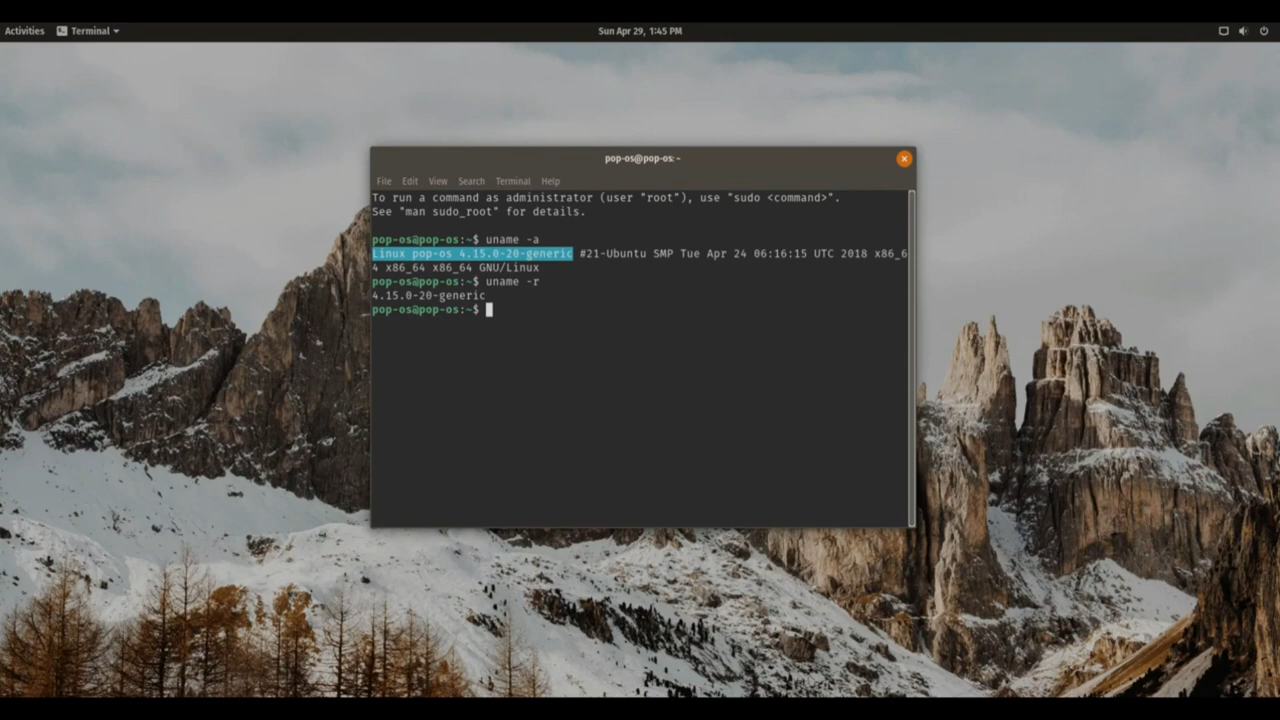 Activities Terminal Sun Apr 29, 1:45 PM
pop-os@pop-os: ~
File Edit View Search Terminal Help
To run a command as administrator (user "root"), use "sudo <command>".
See "man sudo_root" for details.
pop-os@pop-os:~$ uname -a
Linux pop-os 4.15.0-20-generic #21-Ubuntu SMP Tue Apr 24 06:16:15 UTC 2018 x86_6
4 x86_64 x86_64 GNU/Linux
pop-os@pop-os:~$ uname -r
4.15.0-20-generic
pop-os@pop-os:~$